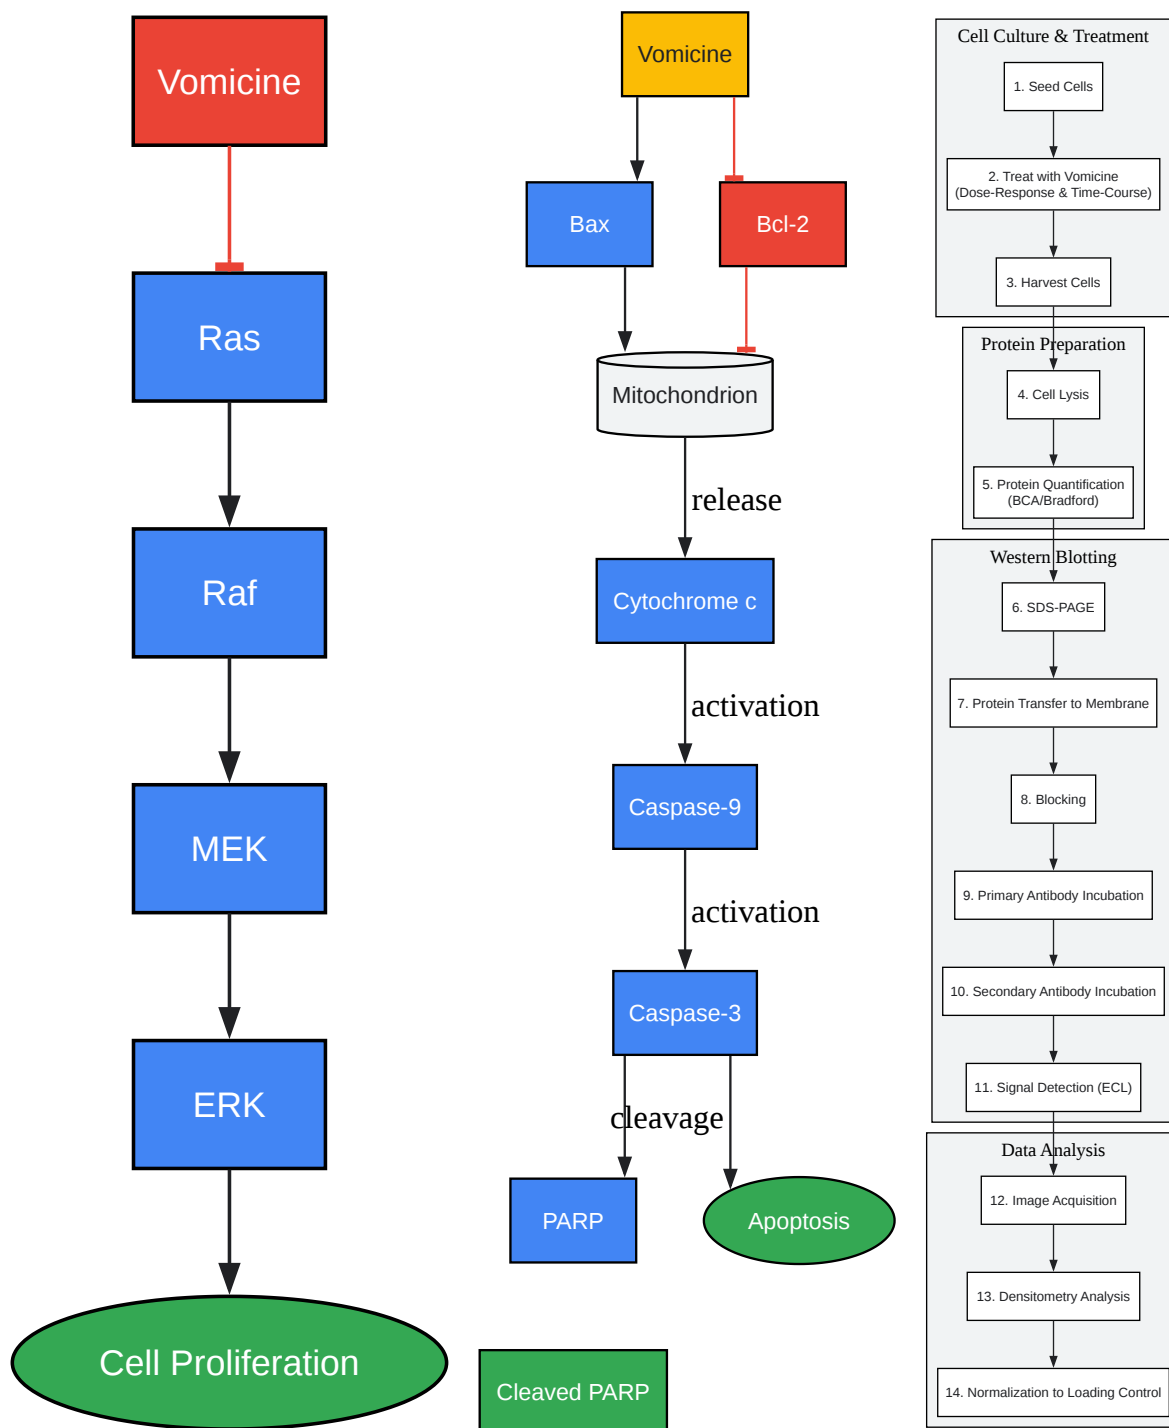 Vomicine
Ras
Raf
MEK
ERK
Cell Proliferation
Vomicine
Bax
Bcl-2
Mitochondrion
release
Cytochrome c
activation
Caspase-9
activation
Caspase-3
cleavage
PARP
Apoptosis
Cleaved PARP
Cell Culture & Treatment
1. Seed Cells
2. Treat with Vomicine
(Dose-Response & Time-Course)
3. Harvest Cells
Protein Preparation
4. Cell Lysis
5. Protein Quantification
(BCA/Bradford)
Western Blotting
6. SDS-PAGE
7. Protein Transfer to Membrane
8. Blocking
9. Primary Antibody Incubation
10. Secondary Antibody Incubation
11. Signal Detection (ECL)
Data Analysis
12. Image Acquisition
13. Densitometry Analysis
14. Normalization to Loading Control